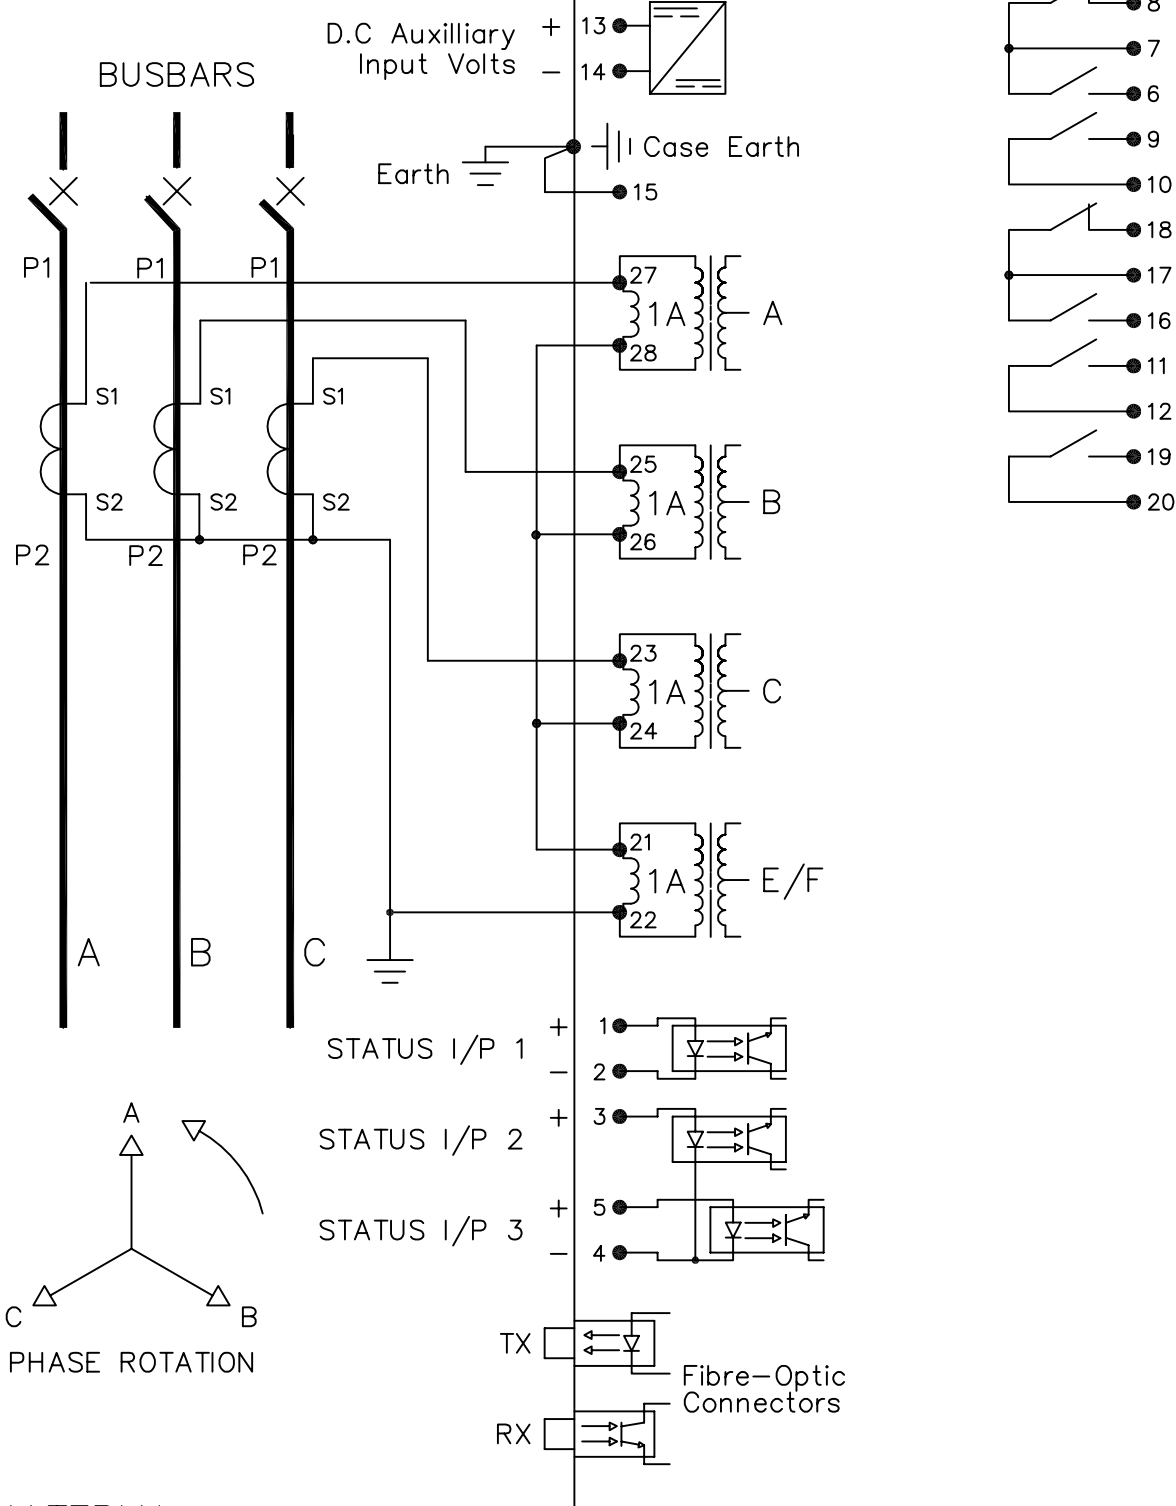 D.C Auxilliary
Input Volts
+ 13
− 14
BUSBARS
Earth
Case Earth
15
P1 P1 P1
27
1A A
28
S1 S1 S1
S2 S2 S2
P2 P2 P2
25
1A B
26
23
1A C
24
21
1A E/F
22
A B C
STATUS I/P 1
+ 1
− 2
STATUS I/P 2
+ 3
STATUS I/P 3
+ 5
− 4
A
C
B
PHASE ROTATION
TX
RX
Fibre−Optic
Connectors
8
7
6
9
10
18
17
16
11
12
19
20